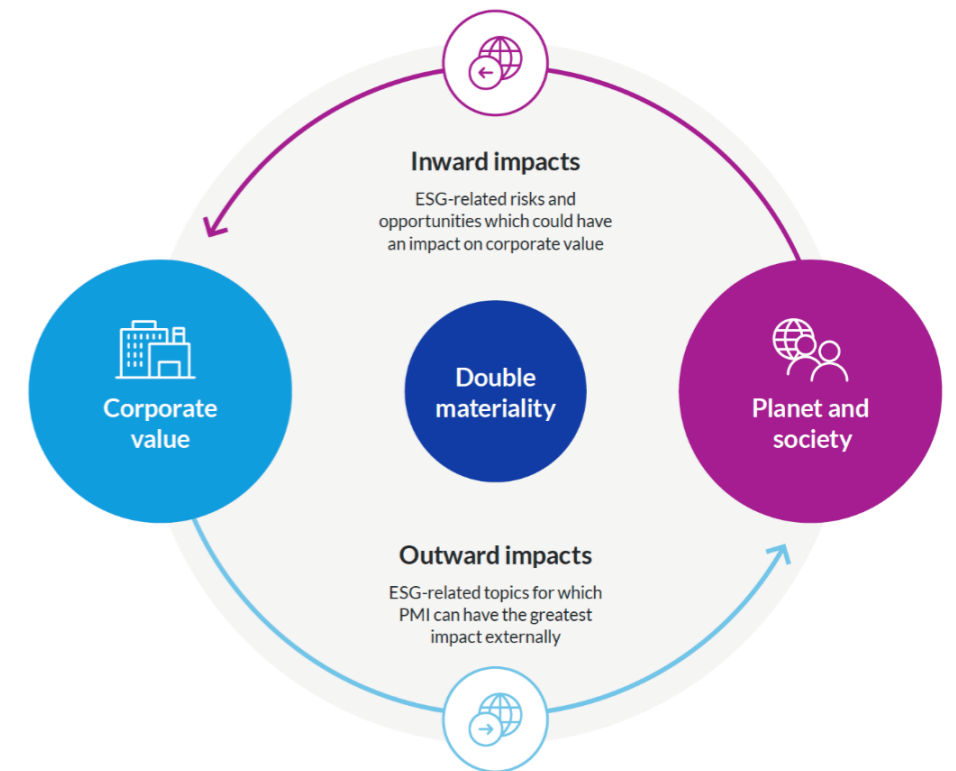 Inward impacts
ESG-related risks and
opportunities which could have
an impact on corporate value
Corporate
value
Double
materiality
Planet and
society
Outward impacts
ESG-related topics for which
PMI can have the greatest
impact externally